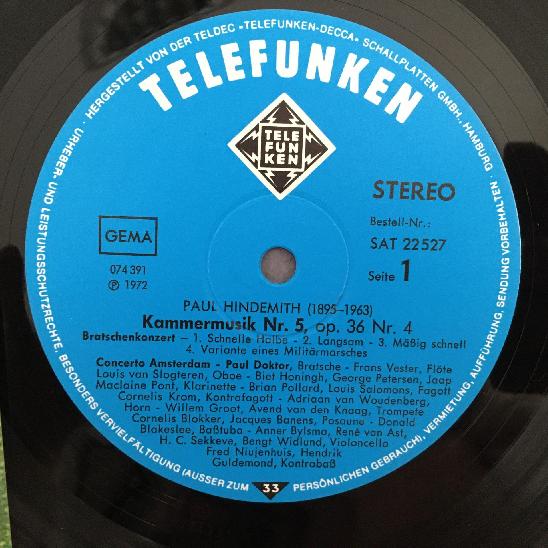 HERGESTELLT VON DER TELDEC »TELEFUNKEN-DECCA« SCHALLPLATTEN GMBH., HAMBURG ·
TELEFUNKEN
TELE
FUN
KEN
STEREO
Bestell-Nr.:
SAT 22527
Seite 1
GEMA
074 391
Ⓟ 1972
PAUL HINDEMITH (1895-1963)
Kammermusik Nr. 5, op. 36 Nr. 4
Bratschenkonzert - 1. Schnelle Halbe - 2. Langsam - 3. Mäßig schnell
4. Variante eines Militärmarsches
Concerto Amsterdam - Paul Doktor, Bratsche - Frans Vester, Flöte
Louis van Slogteren, Oboe - Biet Honingh, George Petersen, Jaap
Maclaine Pont, Klarinette - Brian Pollard, Louis Salomons, Fagott
Cornelis Krom, Kontrafagott - Adriaan van Woudenberg,
Horn - Willem Groot, Avend van den Knaag, Trompete
Cornelis Blokker, Jacques Banens, Posaune - Donald
Blakeslee, Baßtuba - Anner Bylsma, René van Ast,
H. C. Sekkeve, Bengt Widlund, Violoncello
Fred Niujenhuis, Hendrik
Guldemond, Kontrabaß
URHEBER- UND LEISTUNGSSCHUTZRECHTE, BESONDERS VERVIELFÄLTIGUNG (AUSSER ZUM
33
PERSÖNLICHEN GEBRAUCH), VERMIETUNG, AUFFÜHRUNG, SENDUNG VORBEHALTEN ·